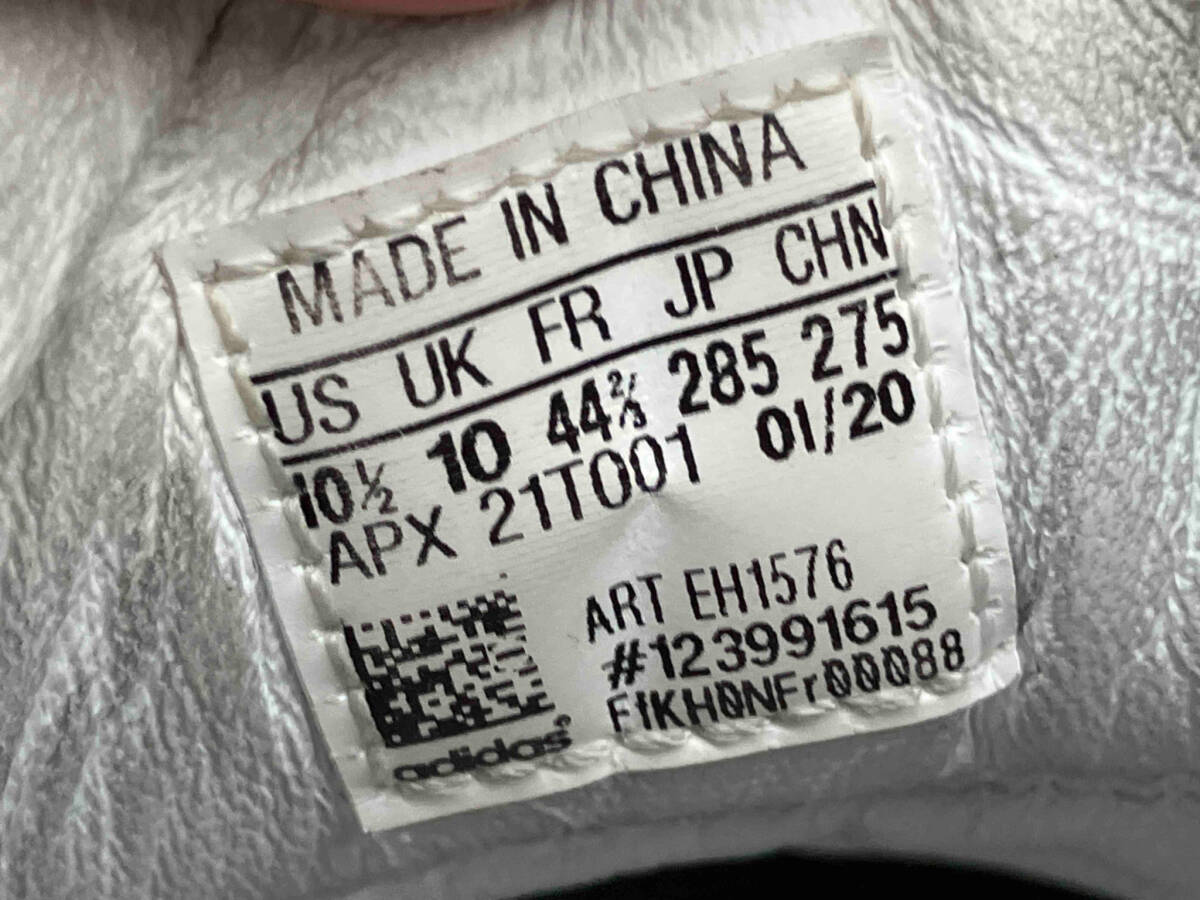 MADE IN CHINA
US UK FR JP CHN
10½ 10 44⅔ 285 275
APX 21T001 01/20
ART EH1576
#123991615
FfKH0NFr00088
adidas®